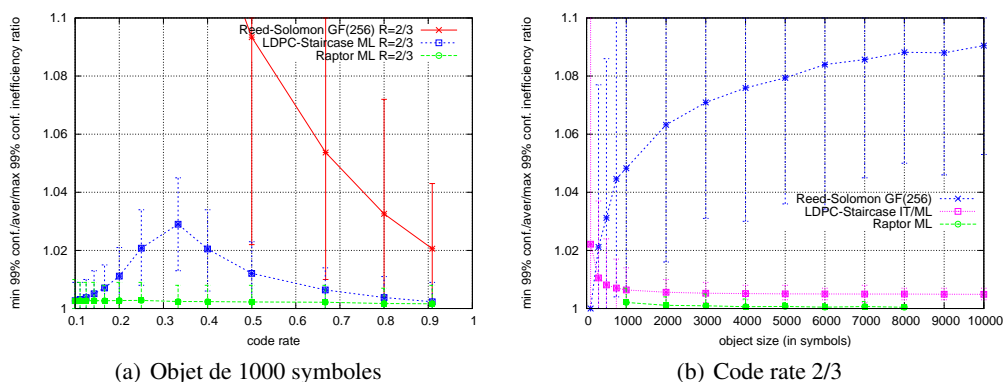 min 99% conf./aver/max 99% conf. inefficiency ratio
1.1
1.08
1.06
1.04
1.02
1
0.1 0.2 0.3 0.4 0.5 0.6 0.7 0.8 0.9 1
code rate
Reed-Solomon GF(256) R=2/3
LDPC-Staircase ML R=2/3
Raptor ML R=2/3
(a) Objet de 1000 symboles
min 99% conf./aver/max 99% conf. inefficiency ratio
1.1
1.08
1.06
1.04
1.02
1
0 1000 2000 3000 4000 5000 6000 7000 8000 9000 10000
object size (in symbols)
Reed-Solomon GF(256)
LDPC-Staircase IT/ML
Raptor ML
(b) Code rate 2/3